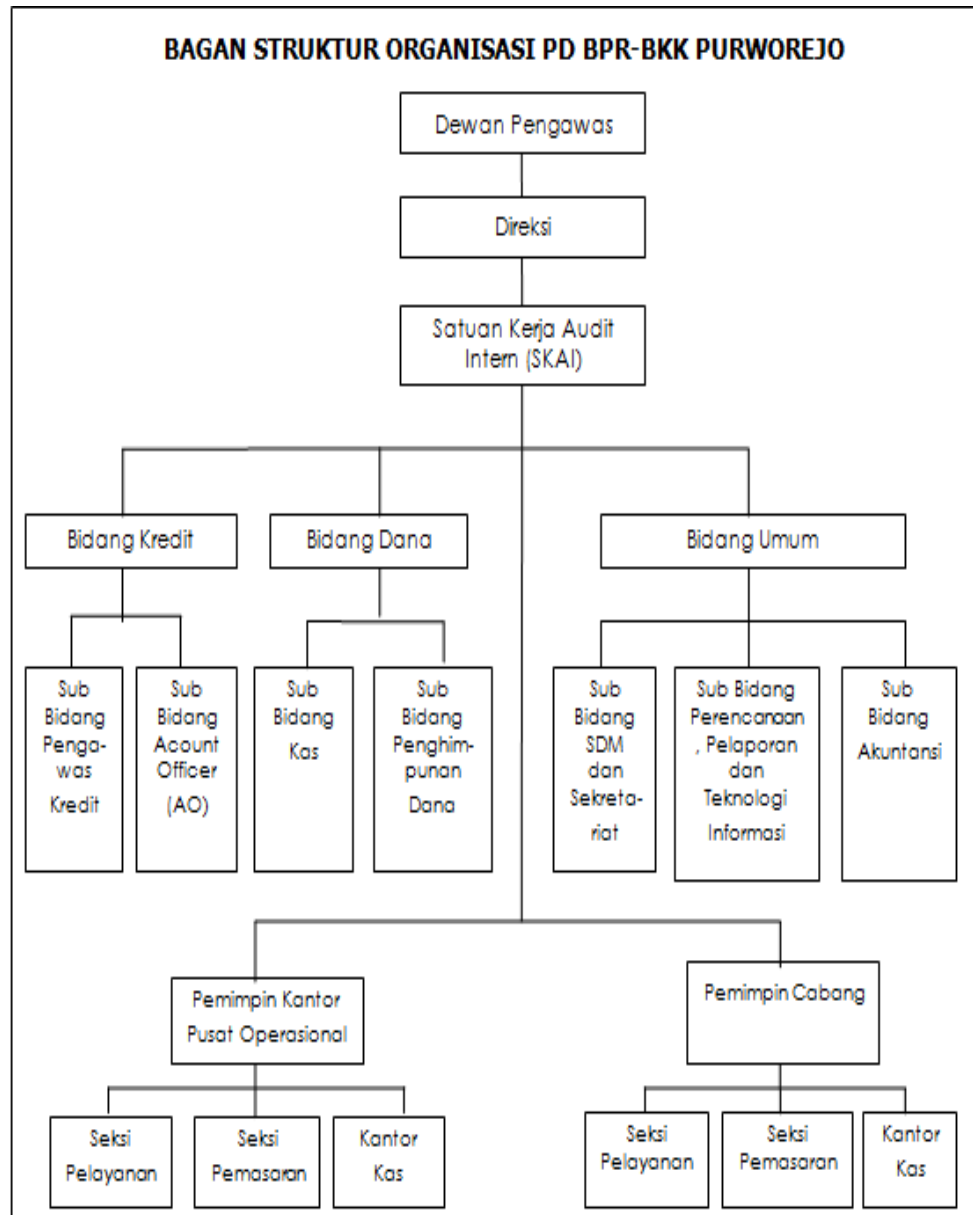 BAGAN STRUKTUR ORGANISASI PD BPR-BKK PURWOREJO
Dewan Pengawas
Direksi
Satuan Kerja Audit
Intern (SKAI)
Bidang Kredit
Bidang Dana
Bidang Umum
Sub
Bidang
Penga-
was
Kredit
Sub
Bidang
Acount
Officer
(AO)
Sub
Bidang
Kas
Sub
Bidang
Penghim-
punan
Dana
Sub
Bidang
SDM
dan
Sekreta-
riat
Sub Bidang
Perencanaan
, Pelaporan
dan
Teknologi
Informasi
Sub
Bidang
Akuntansi
Pemimpin Kantor
Pusat Operasional
Pemimpin Cabang
Seksi
Pelayanan
Seksi
Pemasaran
Kantor
Kas
Seksi
Pelayanan
Seksi
Pemasaran
Kantor
Kas